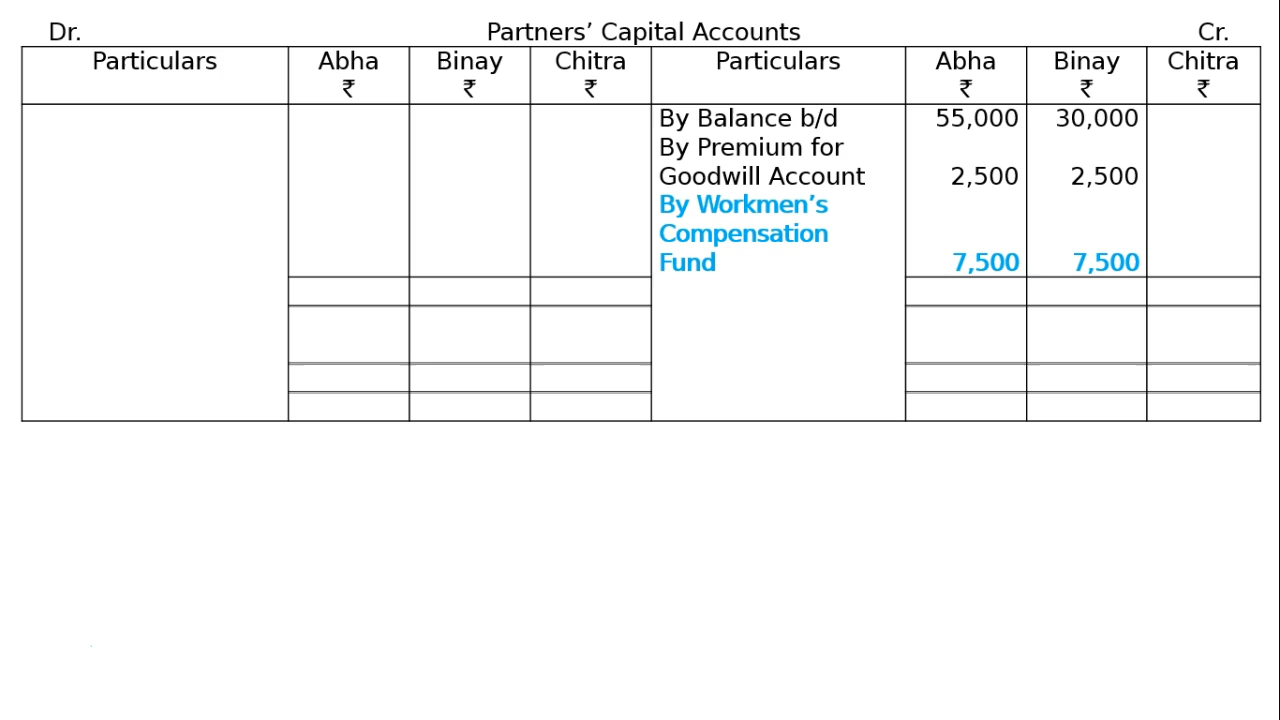 Dr. Partners’ Capital Accounts Cr.
Particulars Abha Binay Chitra Particulars Abha Binay Chitra
₹ ₹ ₹ ₹ ₹ ₹
By Balance b/d 55,000 30,000
By Premium for
Goodwill Account 2,500 2,500
By Workmen’s
Compensation
Fund 7,500 7,500